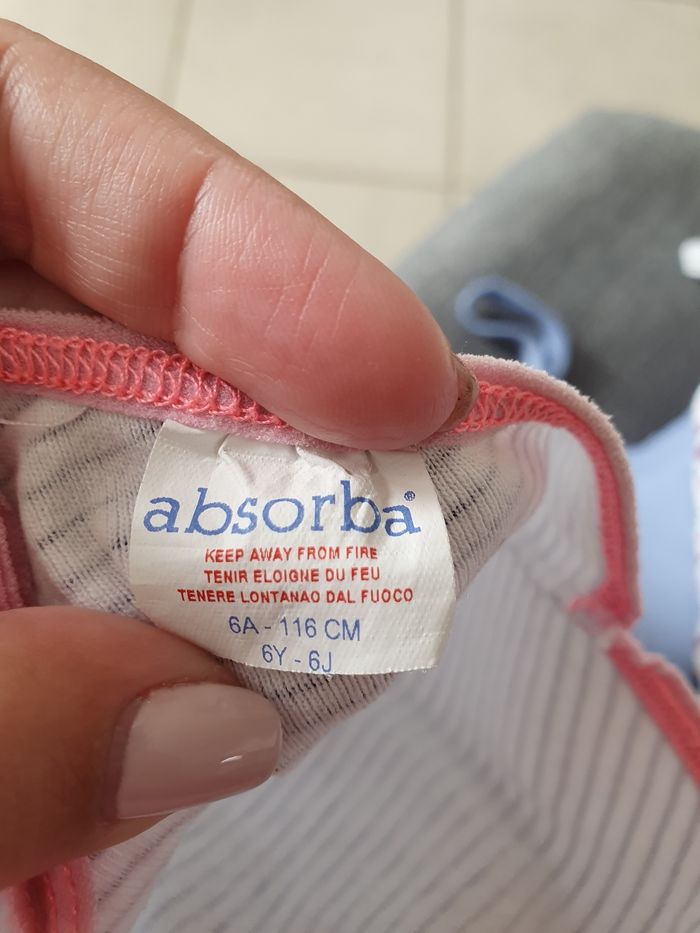 absorba®
KEEP AWAY FROM FIRE
TENIR ELOIGNE DU FEU
TENERE LONTANAO DAL FUOCO
6A - 116 CM
6Y - 6J